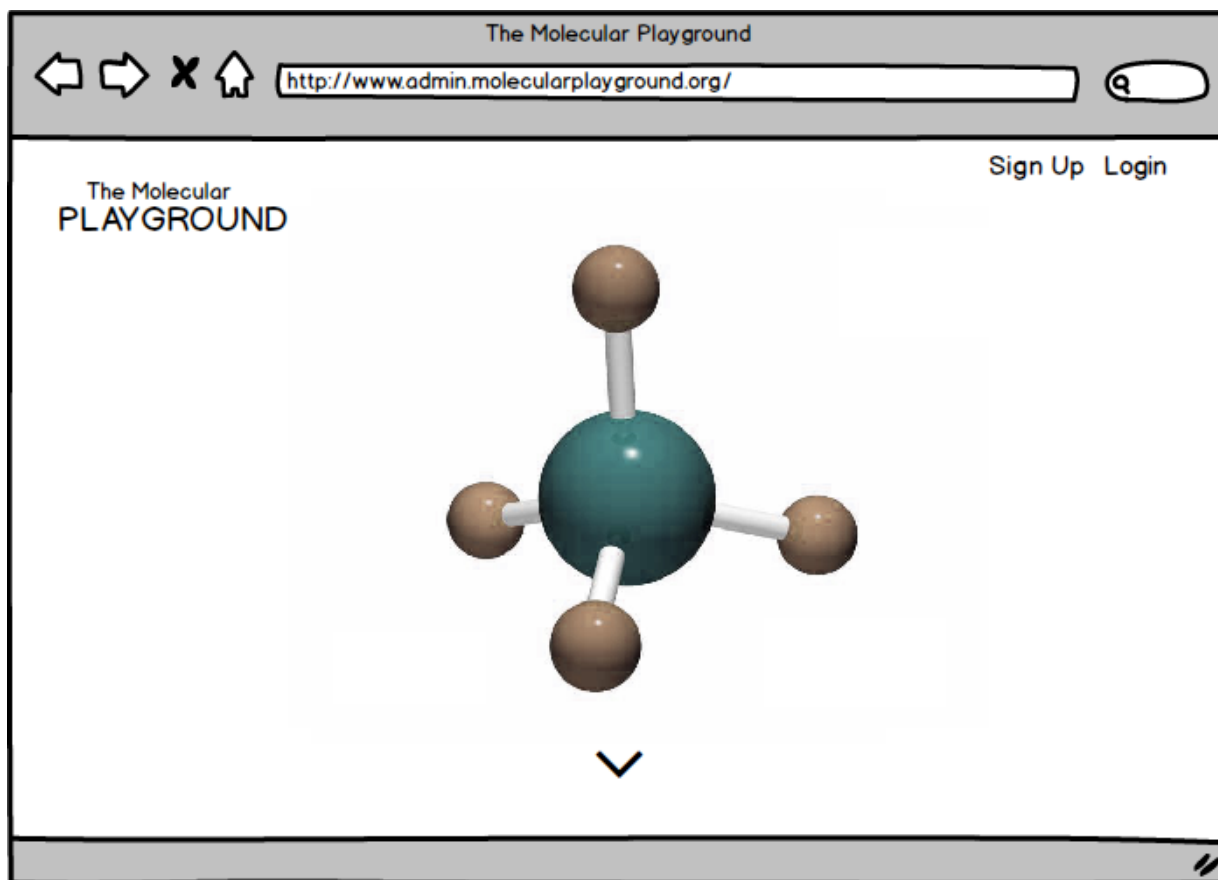 The Molecular Playground
http://www.admin.molecularplayground.org/
Sign Up Login
The Molecular
PLAYGROUND